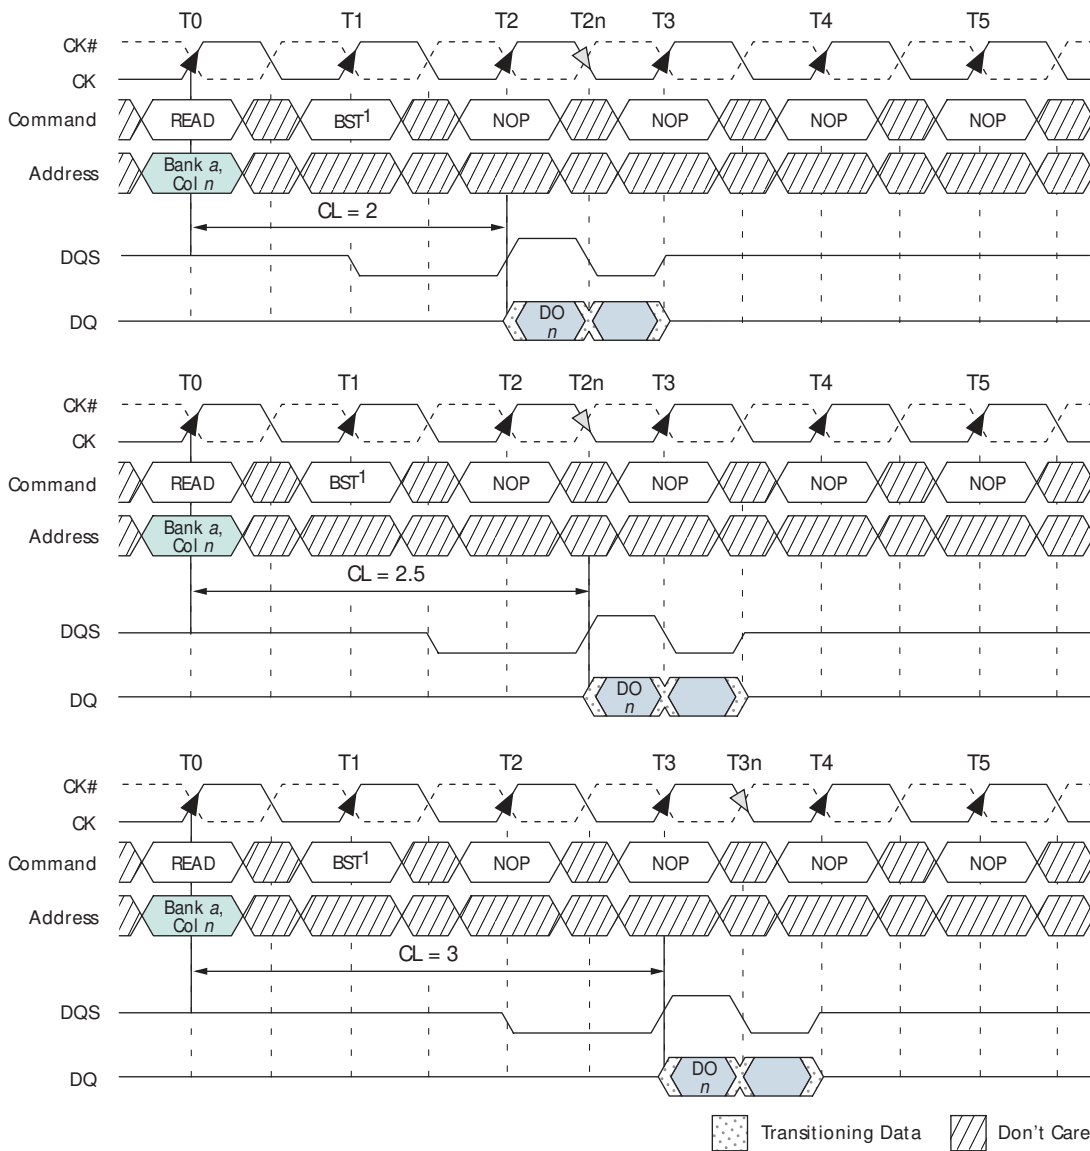 T0 T1 T2 T2n T3 T4 T5
CK#
CK
Command READ BST1 NOP NOP NOP NOP
Address Bank a,
Col n
CL = 2
DQS
DQ DO
n
T0 T1 T2 T2n T3 T4 T5
CK#
CK
Command READ BST1 NOP NOP NOP NOP
Address Bank a,
Col n
CL = 2.5
DQS
DQ DO
n
T0 T1 T2 T3 T3n T4 T5
CK#
CK
Command READ BST1 NOP NOP NOP NOP
Address Bank a,
Col n
CL = 3
DQS
DQ DO
n
Transitioning Data Don't Care